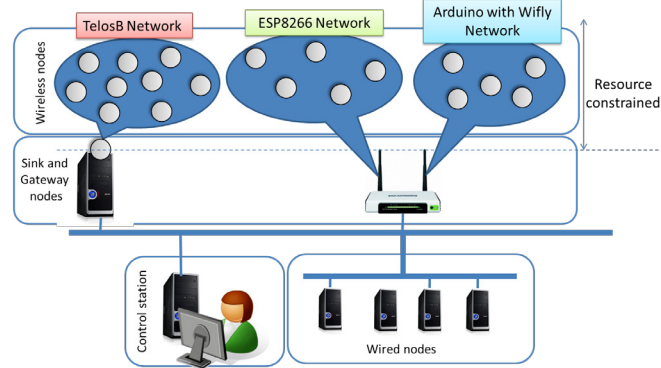 TelosB Network
ESP8266 Network
Arduino with Wifly
Network
Wireless nodes
Resource
constrained
Sink and
Gateway
nodes
Control station
Wired nodes